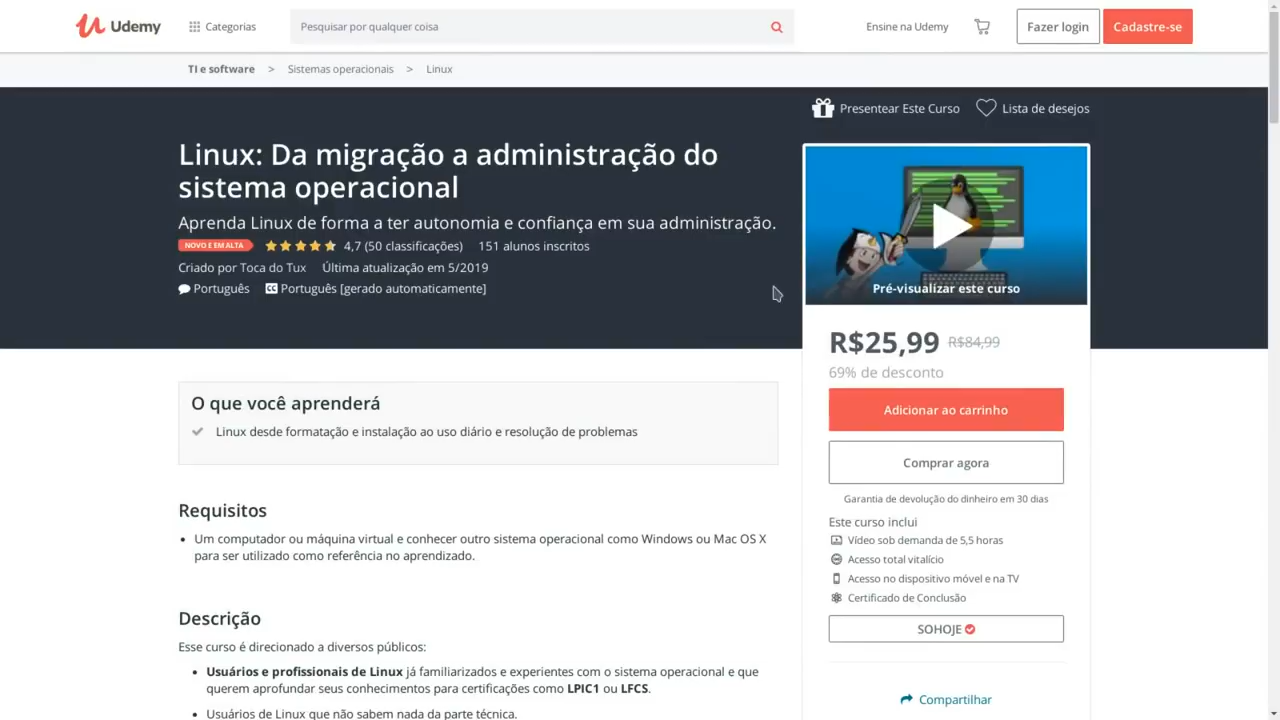 Udemy
Categorias
Pesquisar por qualquer coisa
Ensine na Udemy
Fazer login
Cadastre-se
TI e software > Sistemas operacionais > Linux
Presentear Este Curso
Lista de desejos
Linux: Da migração a administração do
sistema operacional
Aprenda Linux de forma a ter autonomia e confiança em sua administração.
NOVO E EM ALTA 4,7 (50 classificações) 151 alunos inscritos
Criado por Toca do Tux Última atualização em 5/2019
Português CC Português [gerado automaticamente]
Pré-visualizar este curso
R$25,99 R$84,99
69% de desconto
Adicionar ao carrinho
Comprar agora
Garantia de devolução do dinheiro em 30 dias
Este curso inclui
Vídeo sob demanda de 5,5 horas
Acesso total vitalício
Acesso no dispositivo móvel e na TV
Certificado de Conclusão
SOHOJE
Compartilhar
O que você aprenderá
Linux desde formatação e instalação ao uso diário e resolução de problemas
Requisitos
• Um computador ou máquina virtual e conhecer outro sistema operacional como Windows ou Mac OS X
para ser utilizado como referência no aprendizado.
Descrição
Esse curso é direcionado a diversos públicos:
• Usuários e profissionais de Linux já familiarizados e experientes com o sistema operacional e que
querem aprofundar seus conhecimentos para certificações como LPIC1 ou LFCS.
• Usuários de Linux que não sabem nada da parte técnica.